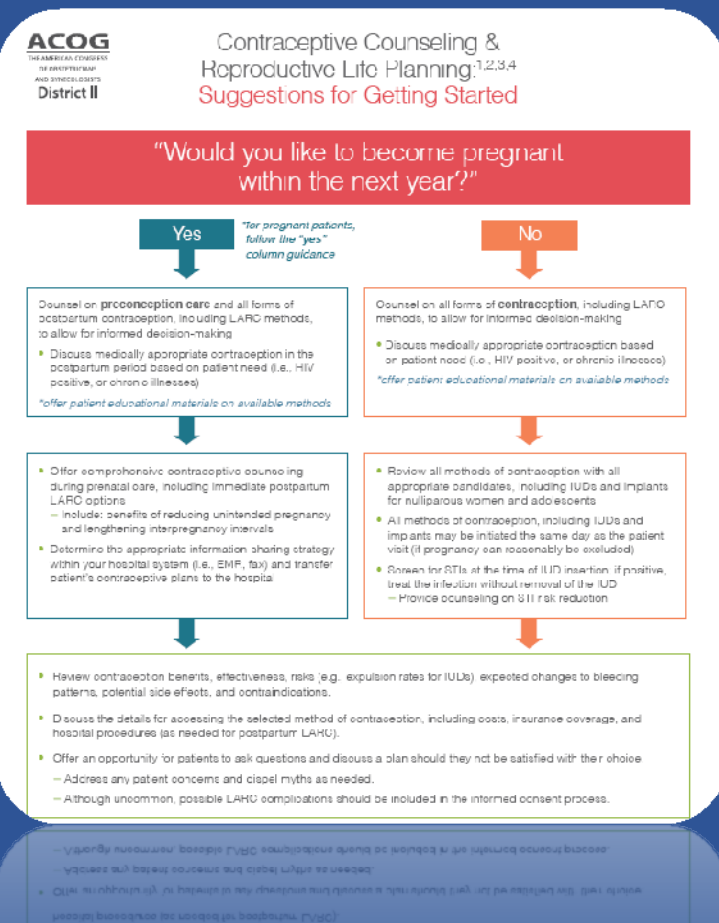 ACOG
THE AMERICAN CONGRESS
OF OBSTETRICIANS
AND GYNECOLOGISTS
District II
Contraceptive Counseling &
Reproductive Life Planning:1,2,3,4
Suggestions for Getting Started
“Would you like to become pregnant
within the next year?”
Yes
*for pregnant patients,
follow the “yes”
column guidance
No
Counsel on preconception care and all forms of
postpartum contraception, including LARC methods,
to allow for informed decision-making
• Discuss medically appropriate contraception in the
postpartum period based on patient need (i.e., HIV
positive, or chronic illnesses)
*offer patient educational materials on available methods
Counsel on all forms of contraception, including LARC
methods, to allow for informed decision-making
• Discuss medically appropriate contraception based
on patient need (i.e., HIV positive, or chronic illnesses)
*offer patient educational materials on available methods
• Offer comprehensive contraceptive counseling
during prenatal care, including immediate postpartum
LARC options
– Include: benefits of reducing unintended pregnancy
and lengthening interpregnancy intervals
• Determine the appropriate information sharing strategy
within your hospital system (i.e., EMR, fax) and transfer
patient’s contraceptive plans to the hospital
• Review all methods of contraception with all
appropriate candidates, including IUDs and implants
for nulliparous women and adolescents
• All methods of contraception, including IUDs and
implants may be initiated the same day as the patient
visit (if pregnancy can reasonably be excluded)
• Screen for STIs at the time of IUD insertion, if positive,
treat the infection without removal of the IUD
– Provide counseling on STI risk reduction
• Review contraception benefits, effectiveness, risks (e.g. expulsion rates for IUDs), expected changes to bleeding
patterns, potential side effects, and contraindications.
• Discuss the details for accessing the selected method of contraception, including costs, insurance coverage, and
hospital procedures (as needed for postpartum LARC).
• Offer an opportunity for patients to ask questions and discuss a plan should they not be satisfied with their choice
– Address any patient concerns and dispel myths as needed.
– Although uncommon, possible LARC complications should be included in the informed consent process.